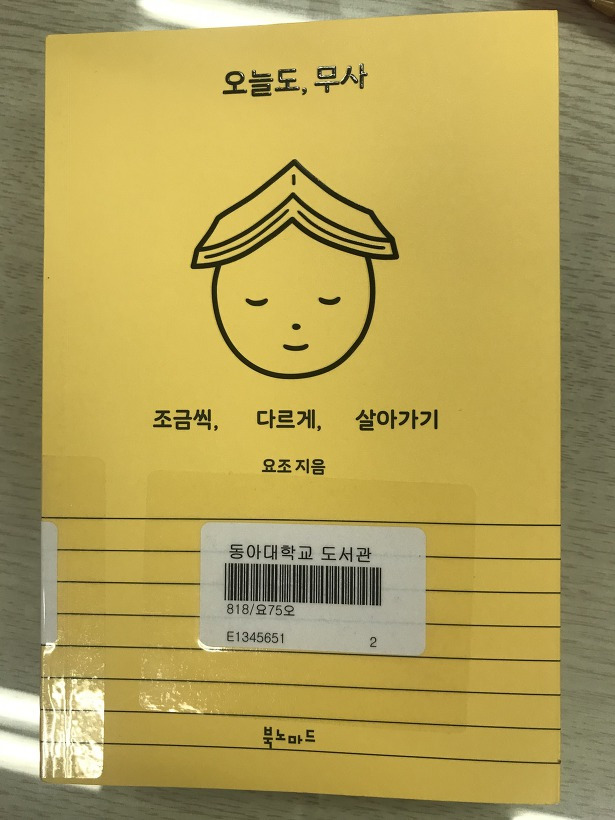 오늘도, 무사
조금씩, 다르게, 살아가기
요조 지음
동아대학교 도서관
818/요75오
E1345651 2
북노마드